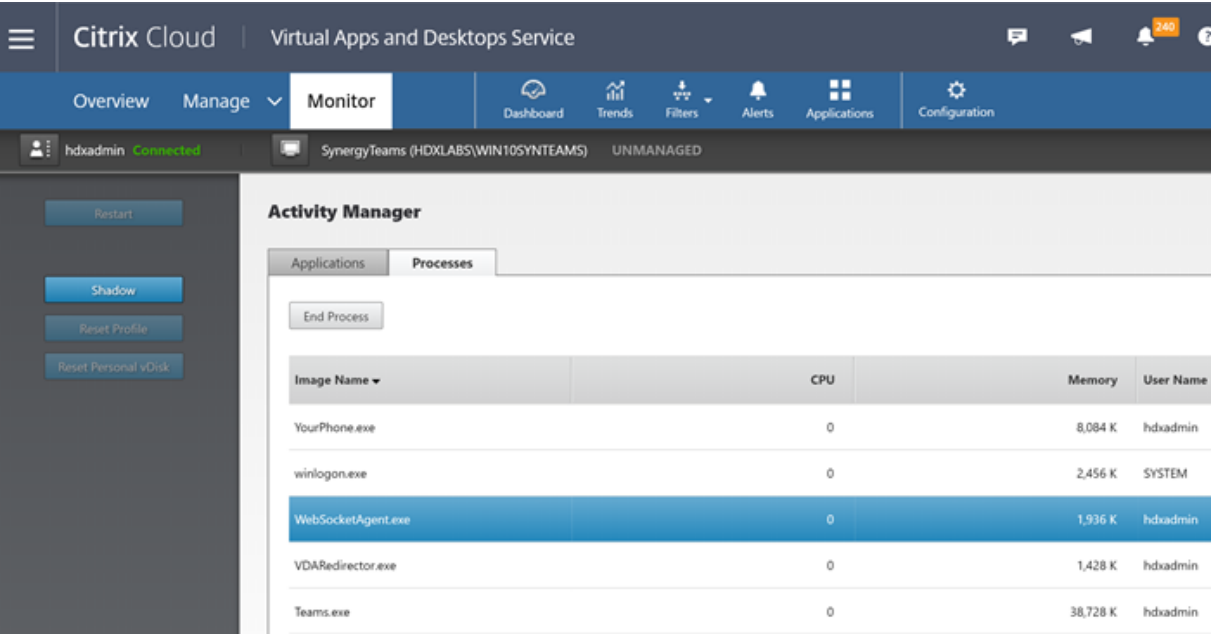 Citrix Cloud Virtual Apps and Desktops Service 240 ?
Overview Manage Monitor Dashboard Trends Filters Alerts Applications Configuration
hdxadmin Connected SynergyTeams (HDXLABS\WIN10SYNTEAMS) UNMANAGED
Restart
Activity Manager
Applications Processes
Shadow
End Process
Reset Profile
Reset Personal vDisk
Image Name CPU Memory User Name
YourPhone.exe 0 8,084 K hdxadmin
winlogon.exe 0 2,456 K SYSTEM
WebSocketAgent.exe 0 1,936 K hdxadmin
VDARedirector.exe 0 1,428 K hdxadmin
Teams.exe 0 38,728 K hdxadmin